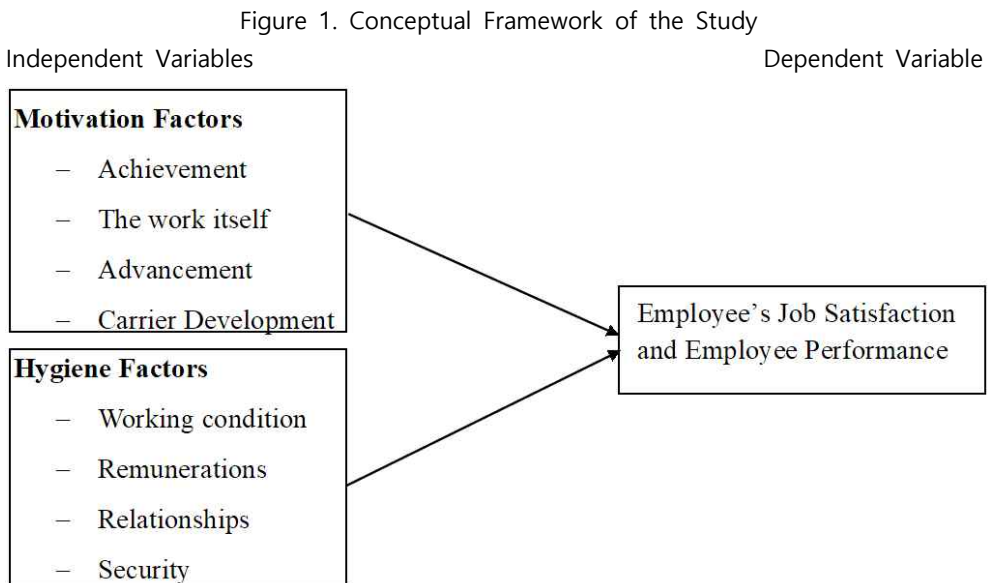 Figure 1. Conceptual Framework of the Study
Independent Variables
Dependent Variable
Motivation Factors
– Achievement
– The work itself
– Advancement
– Carrier Development
Hygiene Factors
– Working condition
– Remunerations
– Relationships
– Security
Employee’s Job Satisfaction
and Employee Performance